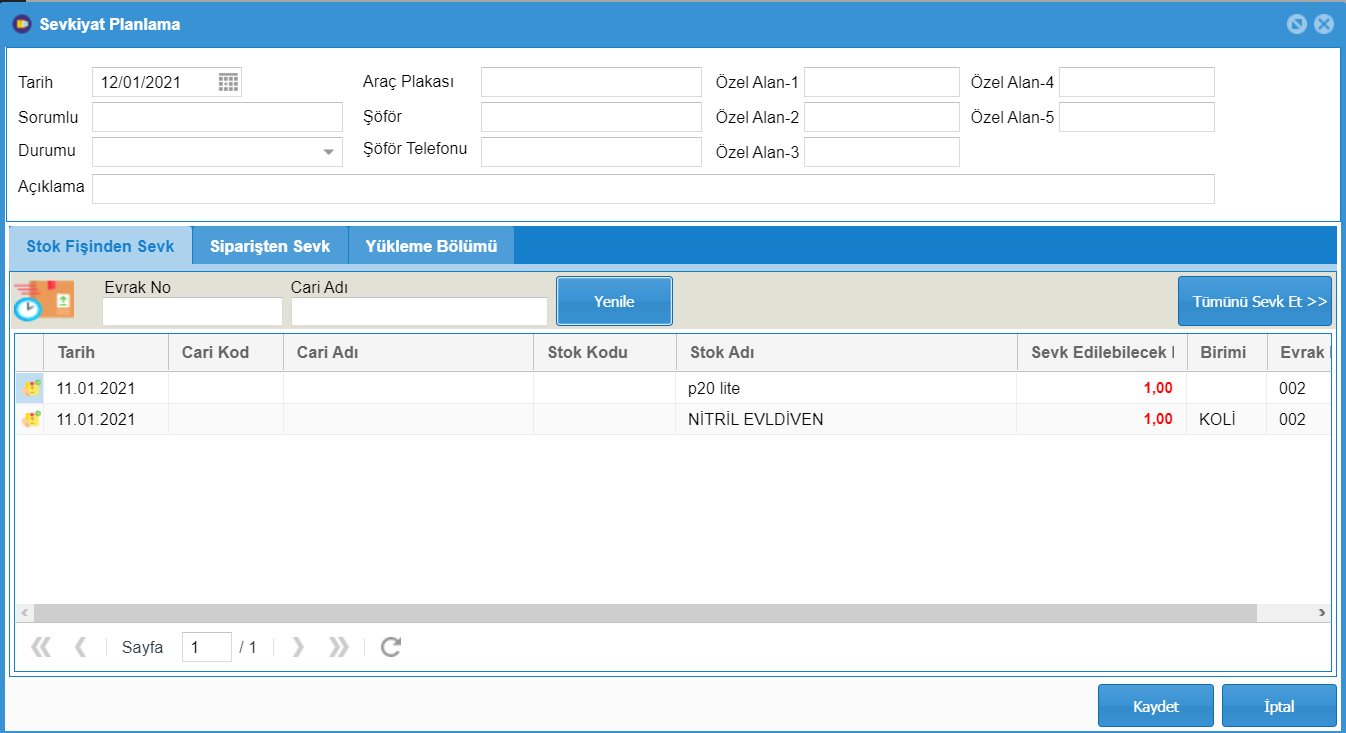 Sevkiyat Planlama
Tarih 12/01/2021 Araç Plakası Özel Alan-1 Özel Alan-4
Sorumlu Şöför Özel Alan-2 Özel Alan-5
Durumu Şöför Telefonu Özel Alan-3
Açıklama
Stok Fişinden Sevk Siparişten Sevk Yükleme Bölümü
Evrak No Cari Adı
Yenile Tümünü Sevk Et >>
Tarih Cari Kod Cari Adı Stok Kodu Stok Adı Sevk Edilebilecek Birimi Evrak
11.01.2021 p20 lite 1,00 002
11.01.2021 NİTRİL EVLDİVEN 1,00 KOLİ 002
Sayfa 1 / 1
Kaydet İptal